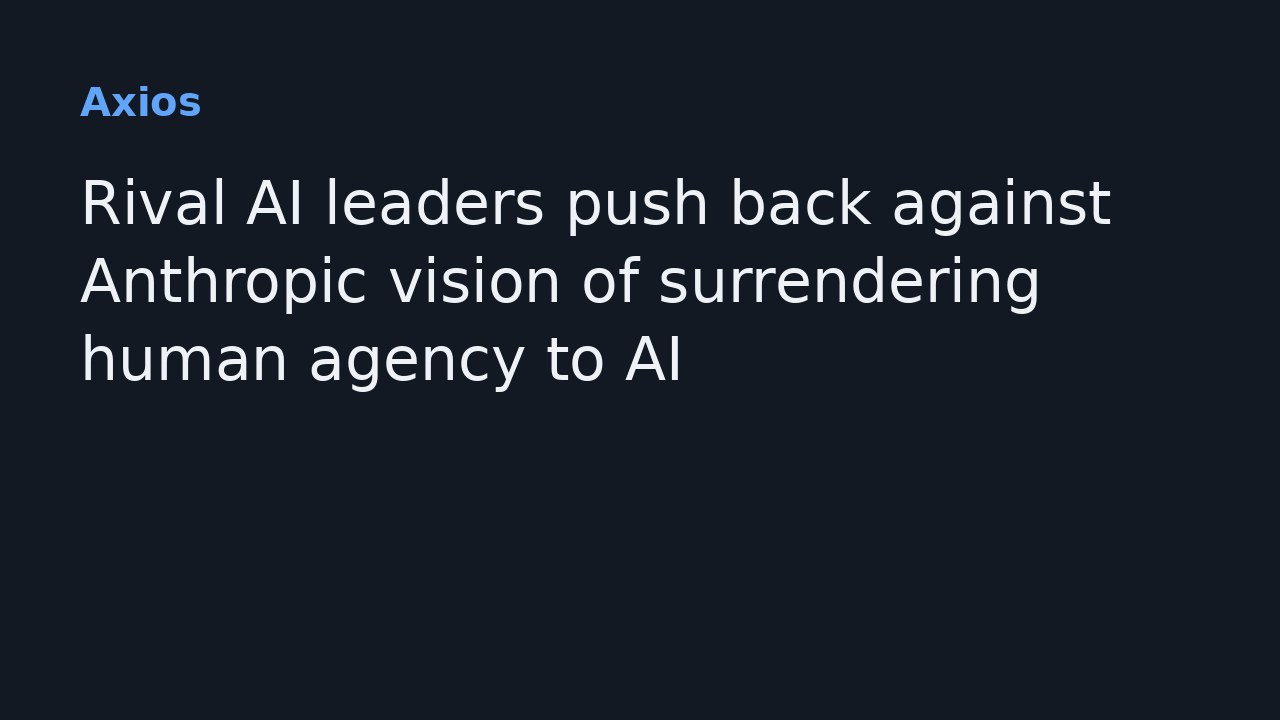 Axios
Rival AI leaders push back against
Anthropic vision of surrendering
human agency to AI